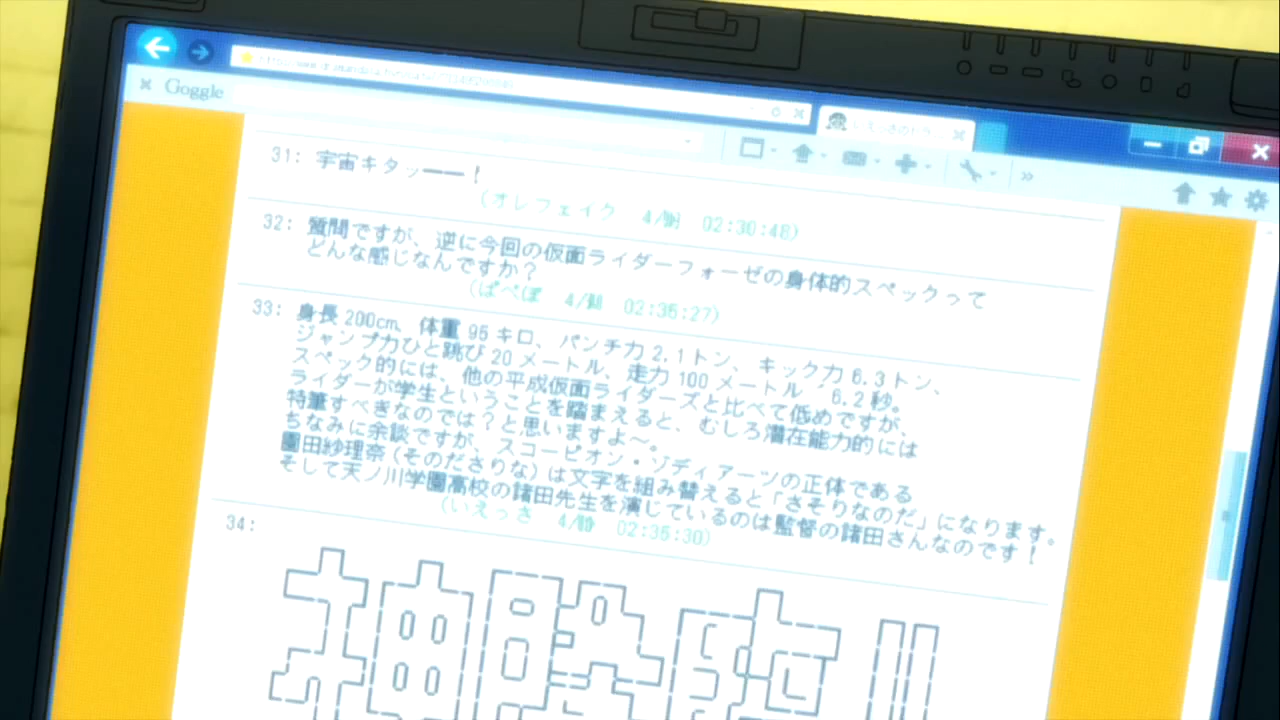 Goggle
31: 宇宙キタッ━━！
(オレフェイク 4/ 02:30:48)
32: 質問ですが、逆に今回の仮面ライダーフォーゼの身体的スペックって
どんな感じなんですか？
(ぱぺぽ 4/ 02:35:27)
33: 身長200cm、体重95キロ、パンチ力2.1トン、キック力6.3トン、
ジャンプ力ひと跳び20メートル、走力100メートル 6.2秒。
スペック的には、他の平成仮面ライダーズと比べて低めですが、
ライダーが学生ということを踏まえると、むしろ潜在能力的には
特筆すべきなのでは？と思いますよ～。
ちなみに余談ですが、スコーピオン・ゾディアーツの正体である
園田紗理奈(そのださりな)は文字を組み替えると「さそりなのだ」になります。
そして天ノ川学園高校の諸田先生を演じているのは監督の諸田さんなのです！
(いえっさ 4/ 02:35:30)
34: